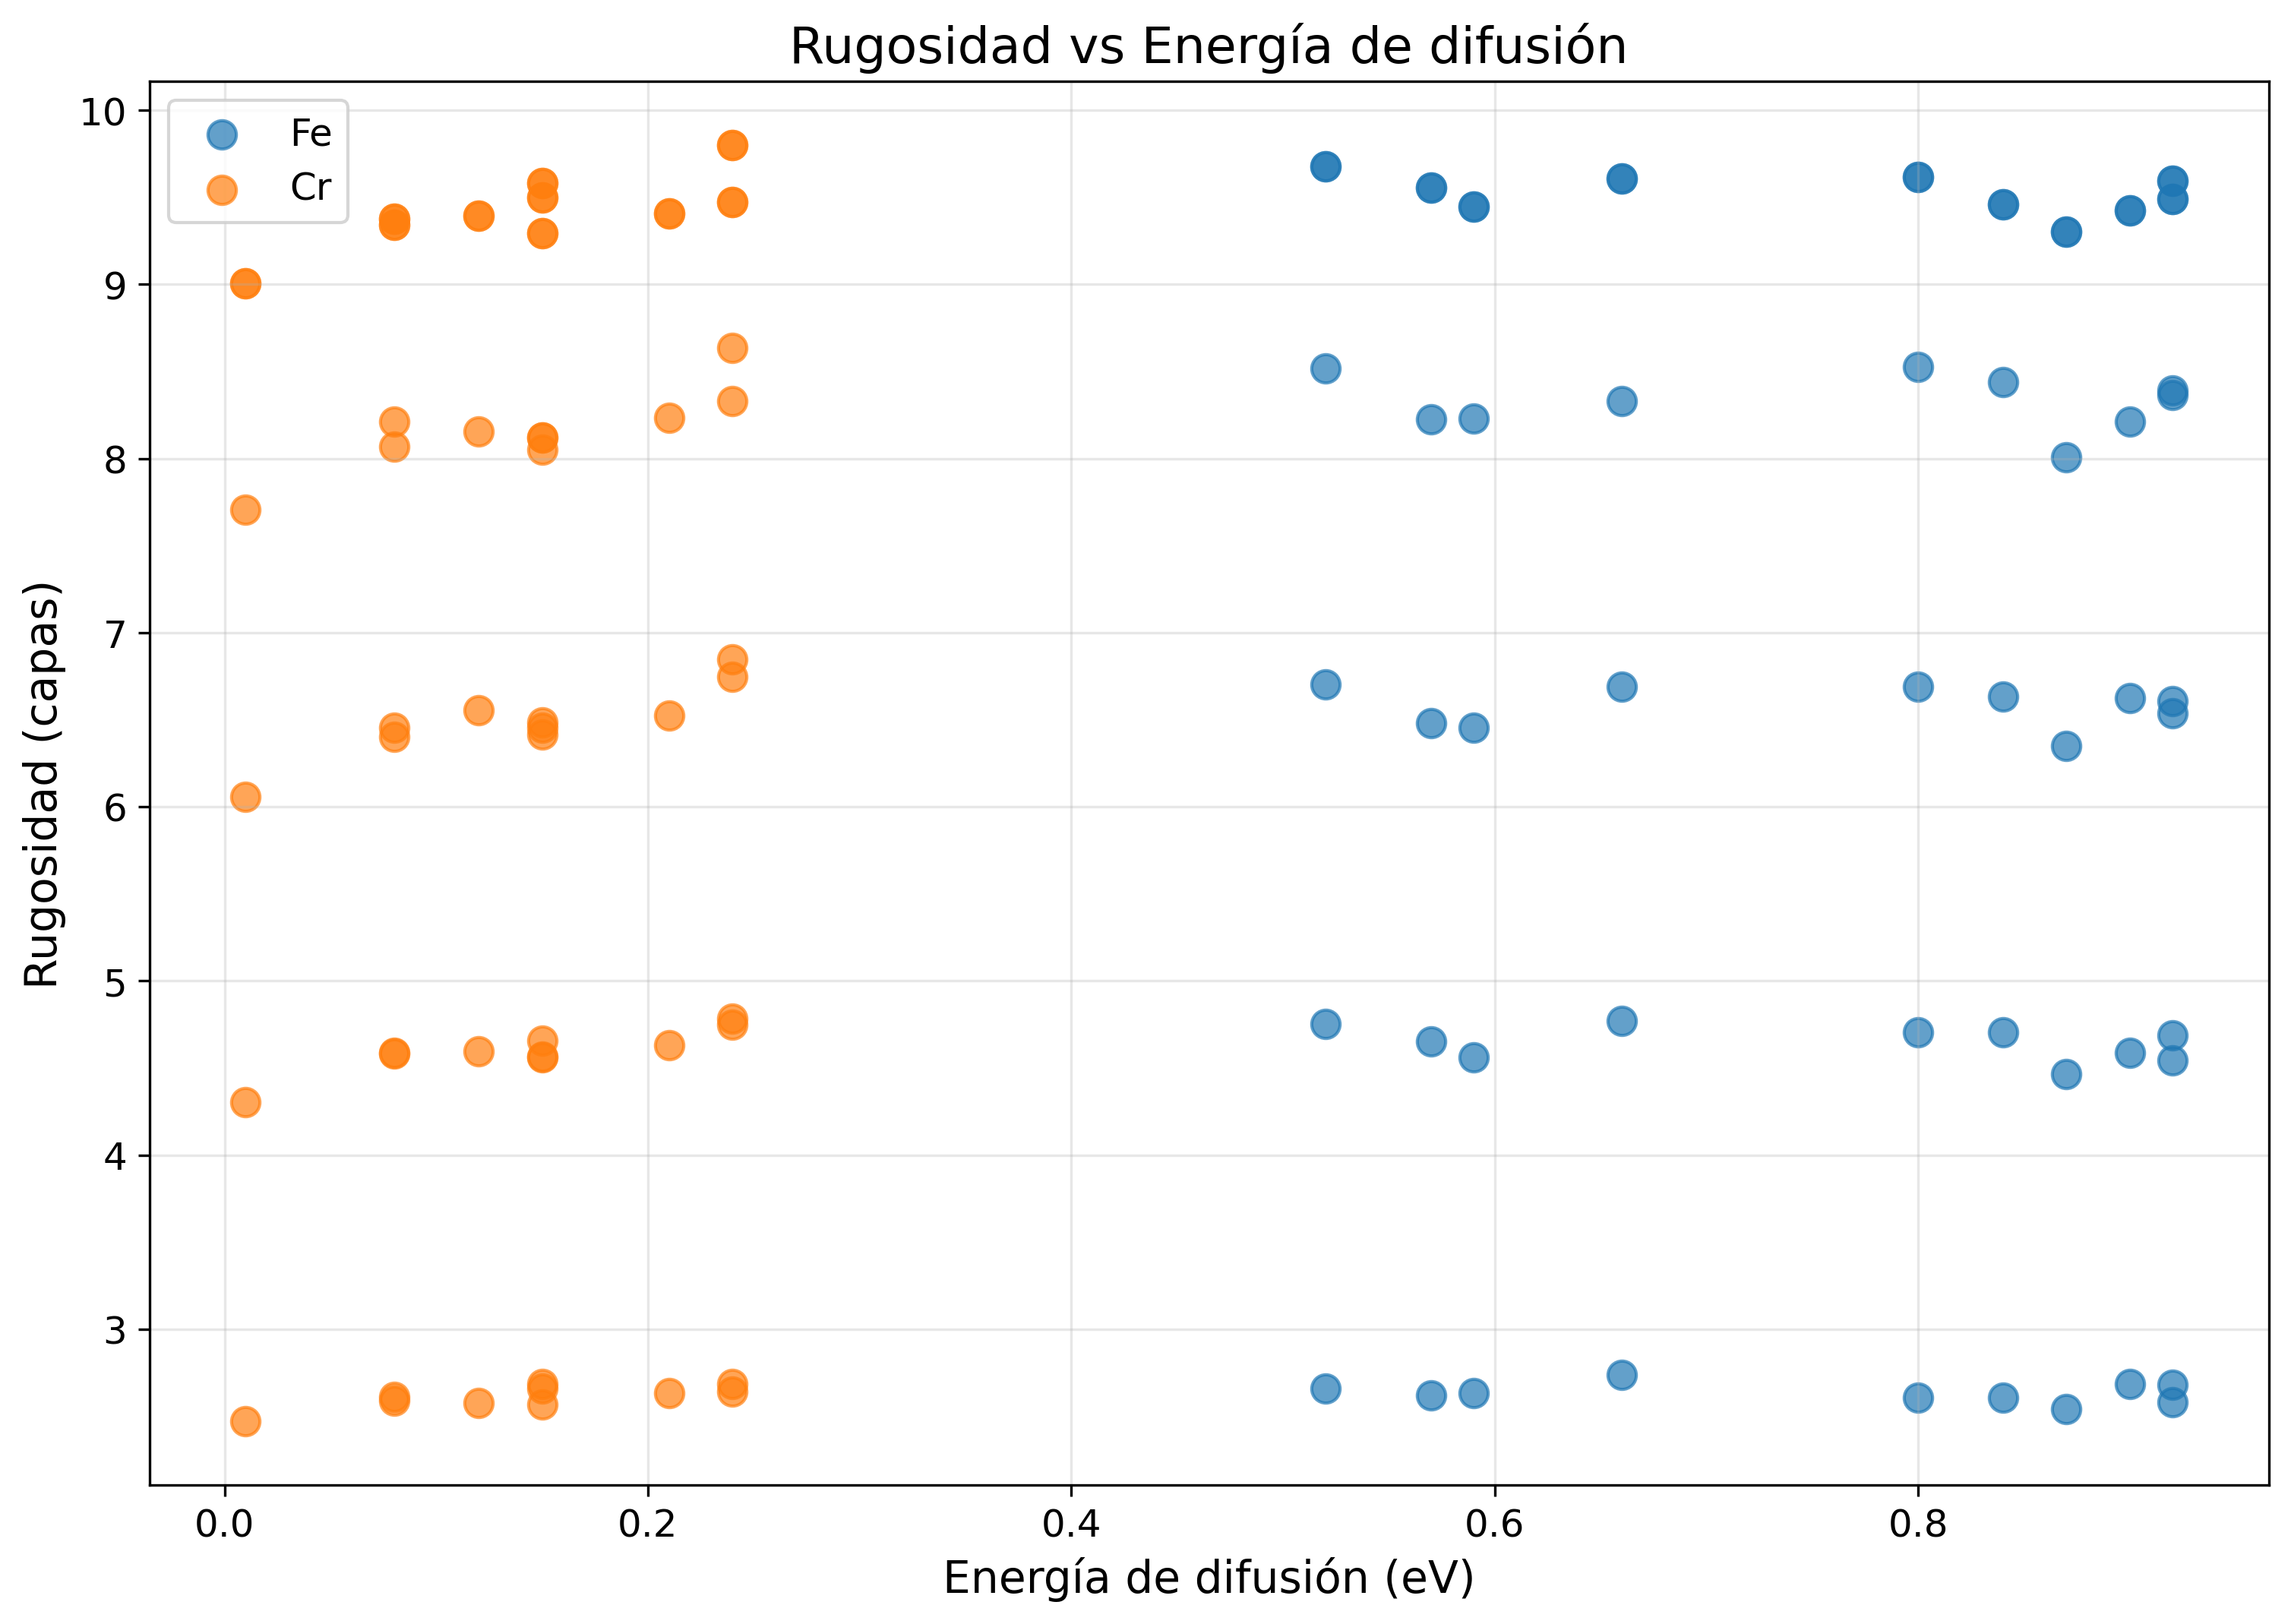 Rugosidad vs Energía de difusión
Fe
Cr
Rugosidad (capas)
10
9
8
7
6
5
4
3
0.0
0.2
0.4
0.6
0.8
Energía de difusión (eV)